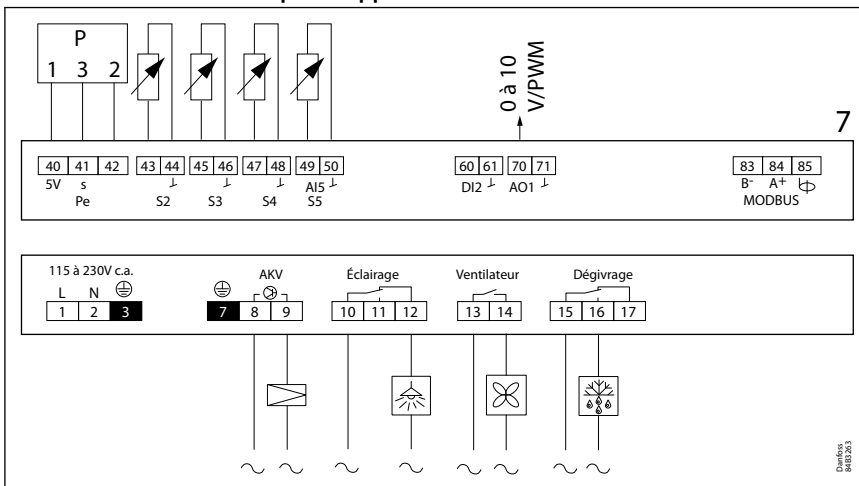 P
1 3 2
0 à 10
V/PWM
7
40 41 42 43 44 45 46 47 48 49 50 60 61 70 71 83 84 85
5V s AI5 DI2 AO1 B- A+
Pe S2 S3 S4 S5 MODBUS
115 à 230V c.a. AKV Éclairage Ventilateur Dégivrage
L N
1 2 3 7 8 9 10 11 12 13 14 15 16 17
Danfoss
84B3263